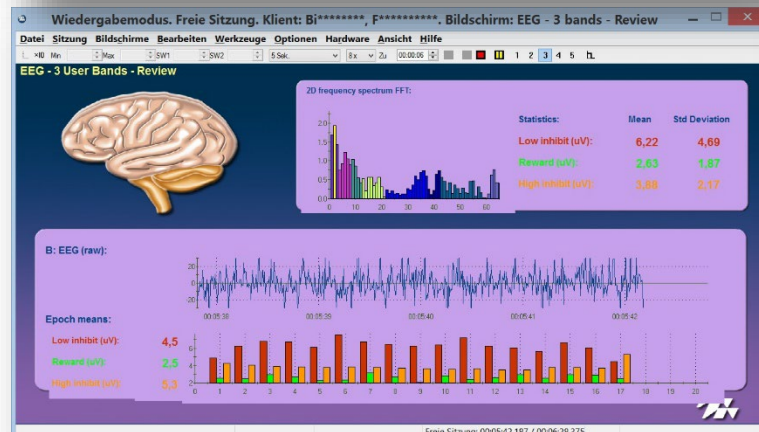 Wiedergabemodus. Freie Sitzung. Klient: Bi********, F**********. Bildschirm: EEG - 3 bands - Review
Datei Sitzung Bildschirme Bearbeiten Werkzeuge Optionen Hardware Ansicht Hilfe
×10 Min Max SW1 SW2 5 Sek. 8 x Zu 00:00:06 1 2 3 4 5
EEG - 3 User Bands - Review
2D frequency spectrum FFT:
2.0
1.5
1.0
0.5
0.0
0 10 20 30 40 50 60
Statistics: Mean Std Deviation
Low inhibit (uV): 6,22 4,69
Reward (uV): 2,63 1,87
High inhibit (uV): 3,88 2,17
B: EEG (raw):
20
0
-20
00:05:38 00:05:39 00:05:40 00:05:41 00:05:42
Epoch means:
Low inhibit (uV): 4,5
Reward (uV): 2,5
High inhibit (uV): 5,3
6
4
2
0 1 2 3 4 5 6 7 8 9 10 11 12 13 14 15 16 17 18 19 20
Freie Sitzung: 00:05:42.187 / 00:06:28.375